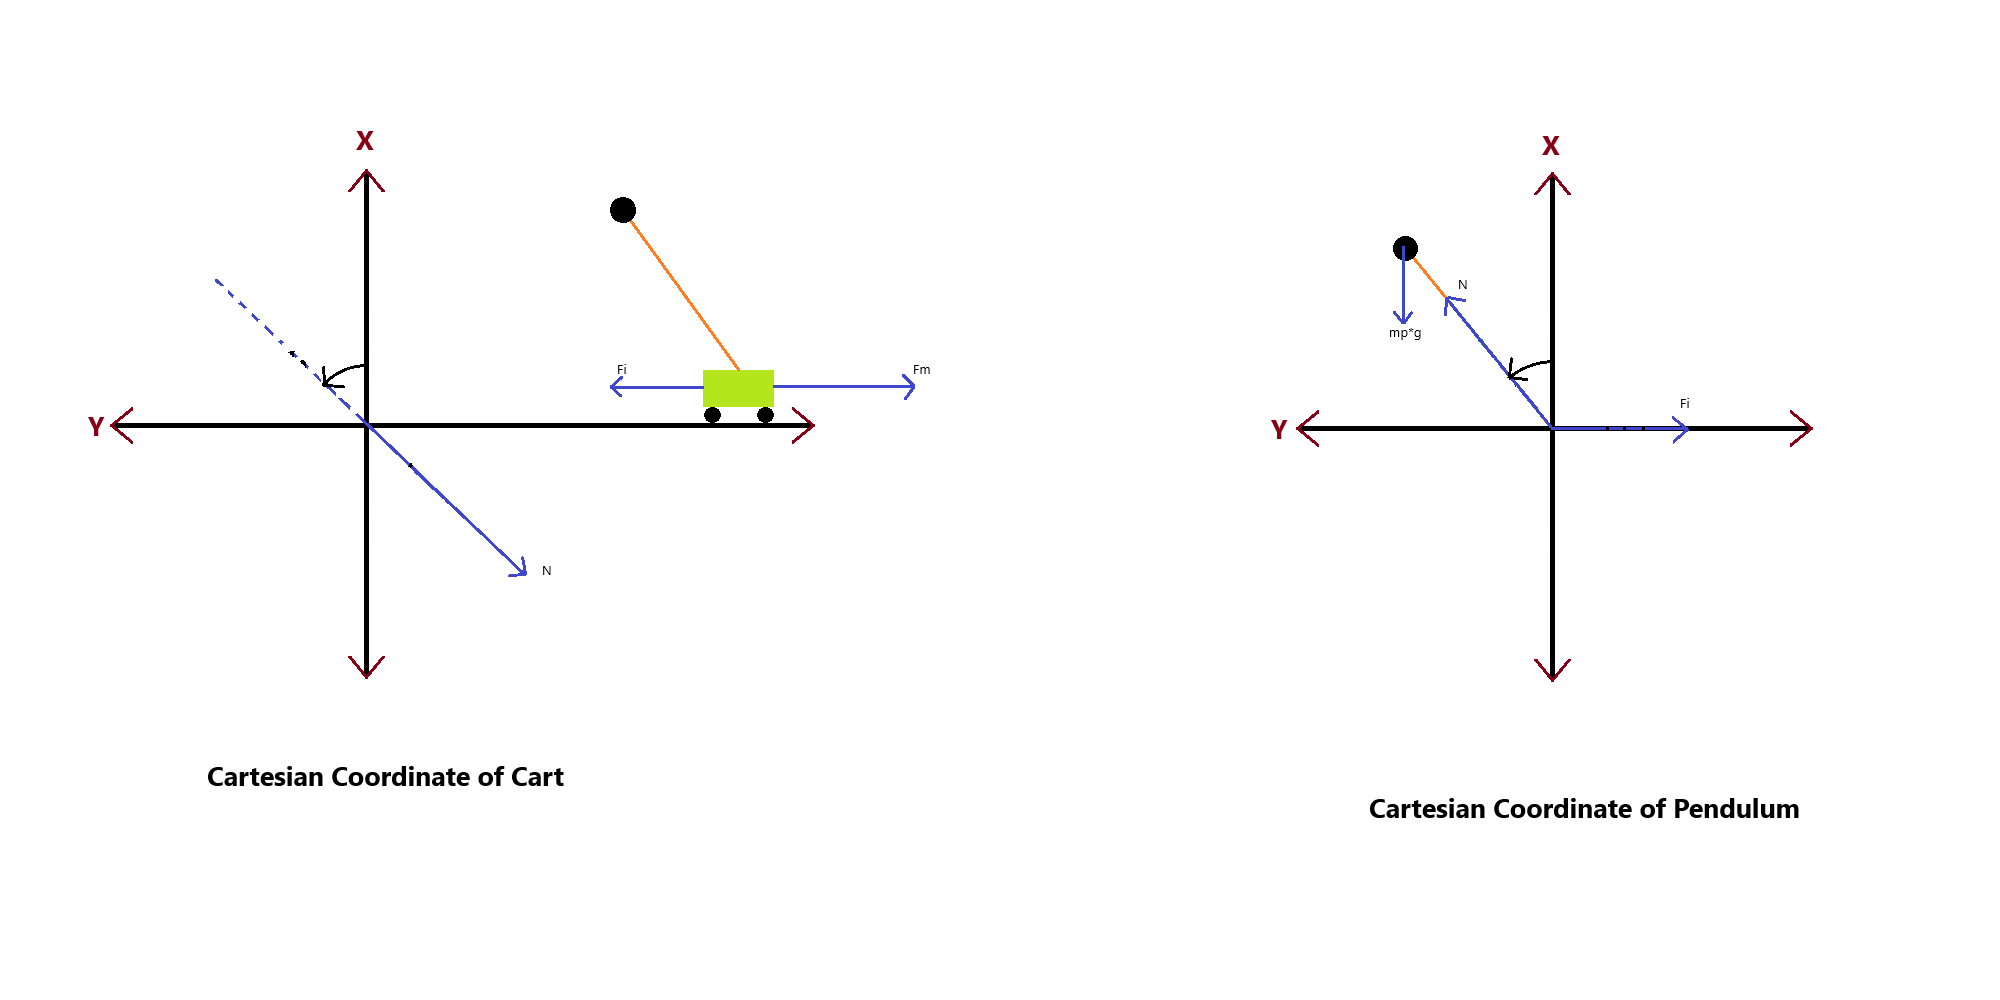 X
Y
Fi
Fm
N
Cartesian Coordinate of Cart
X
Y
N
mp*g
Fi
Cartesian Coordinate of Pendulum